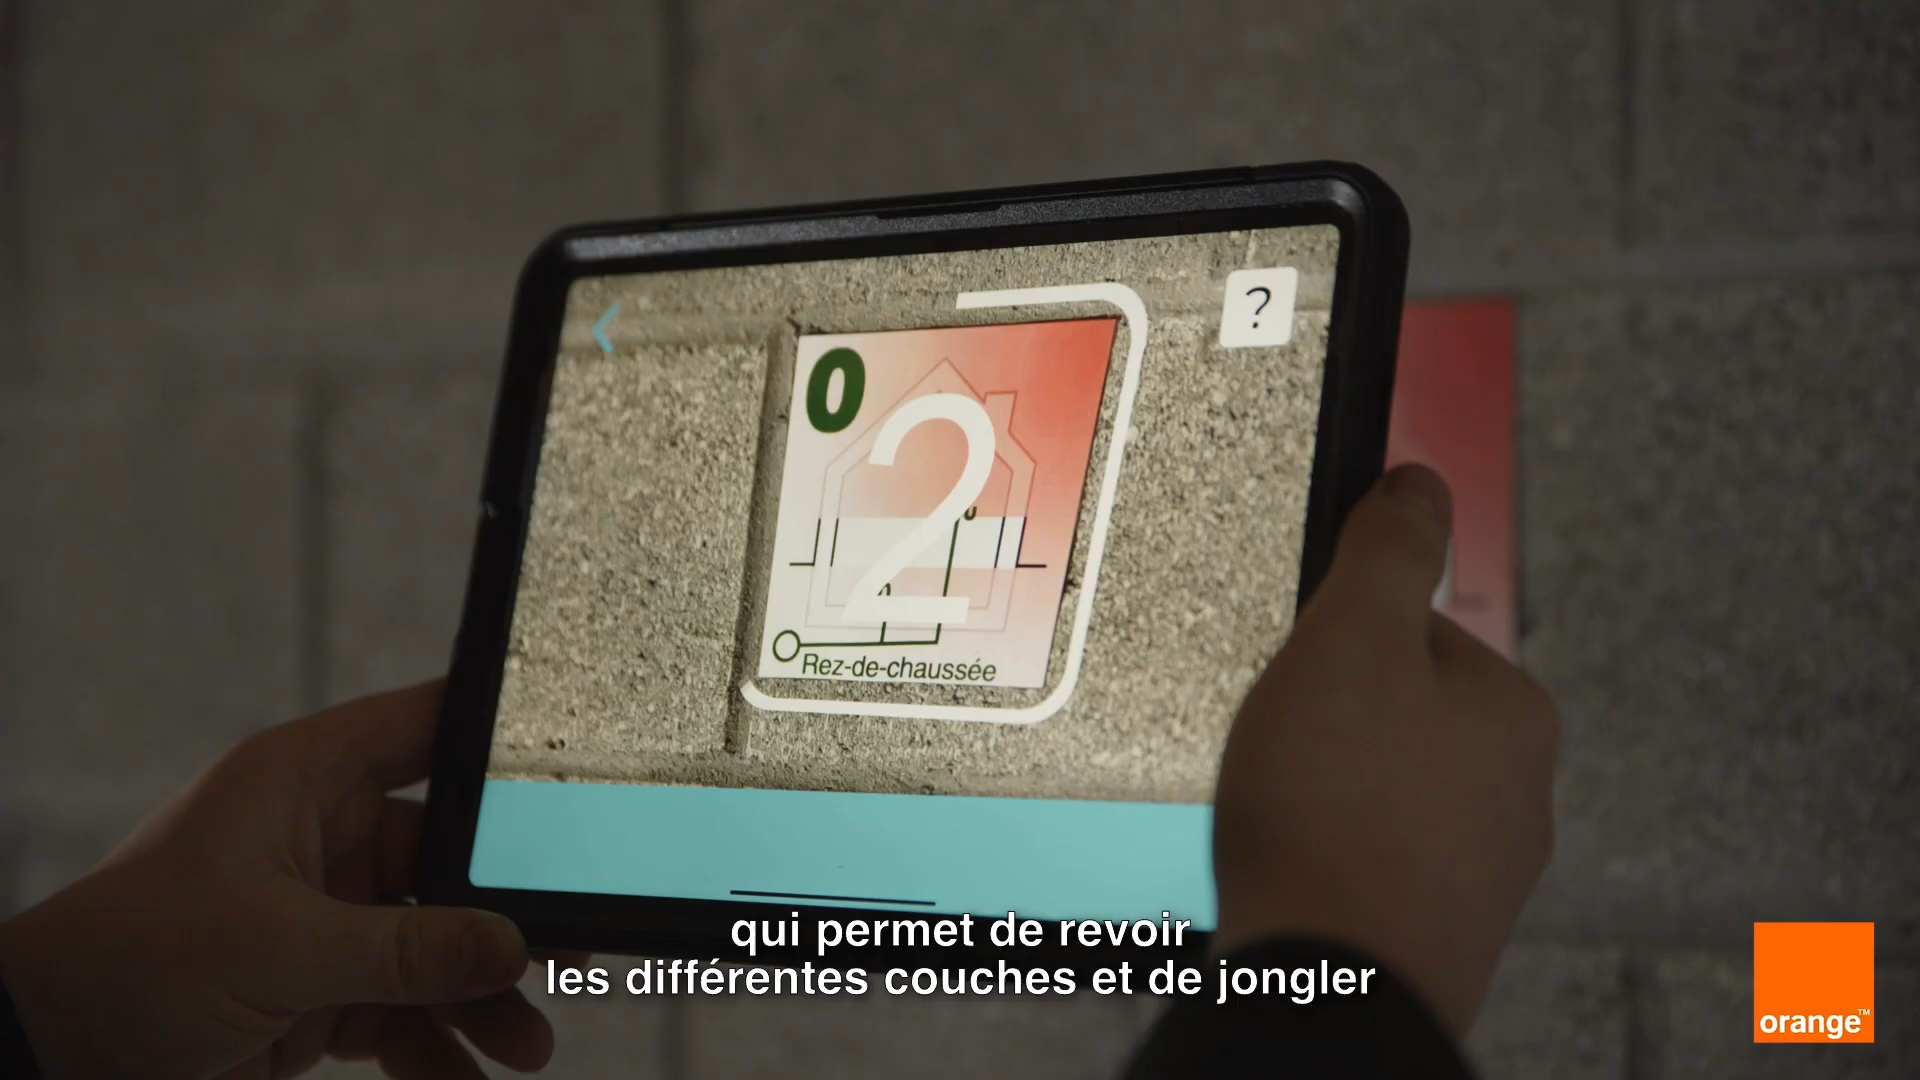 ?
0
2
Rez-de-chaussée
qui permet de revoir
les différentes couches et de jongler
orange™